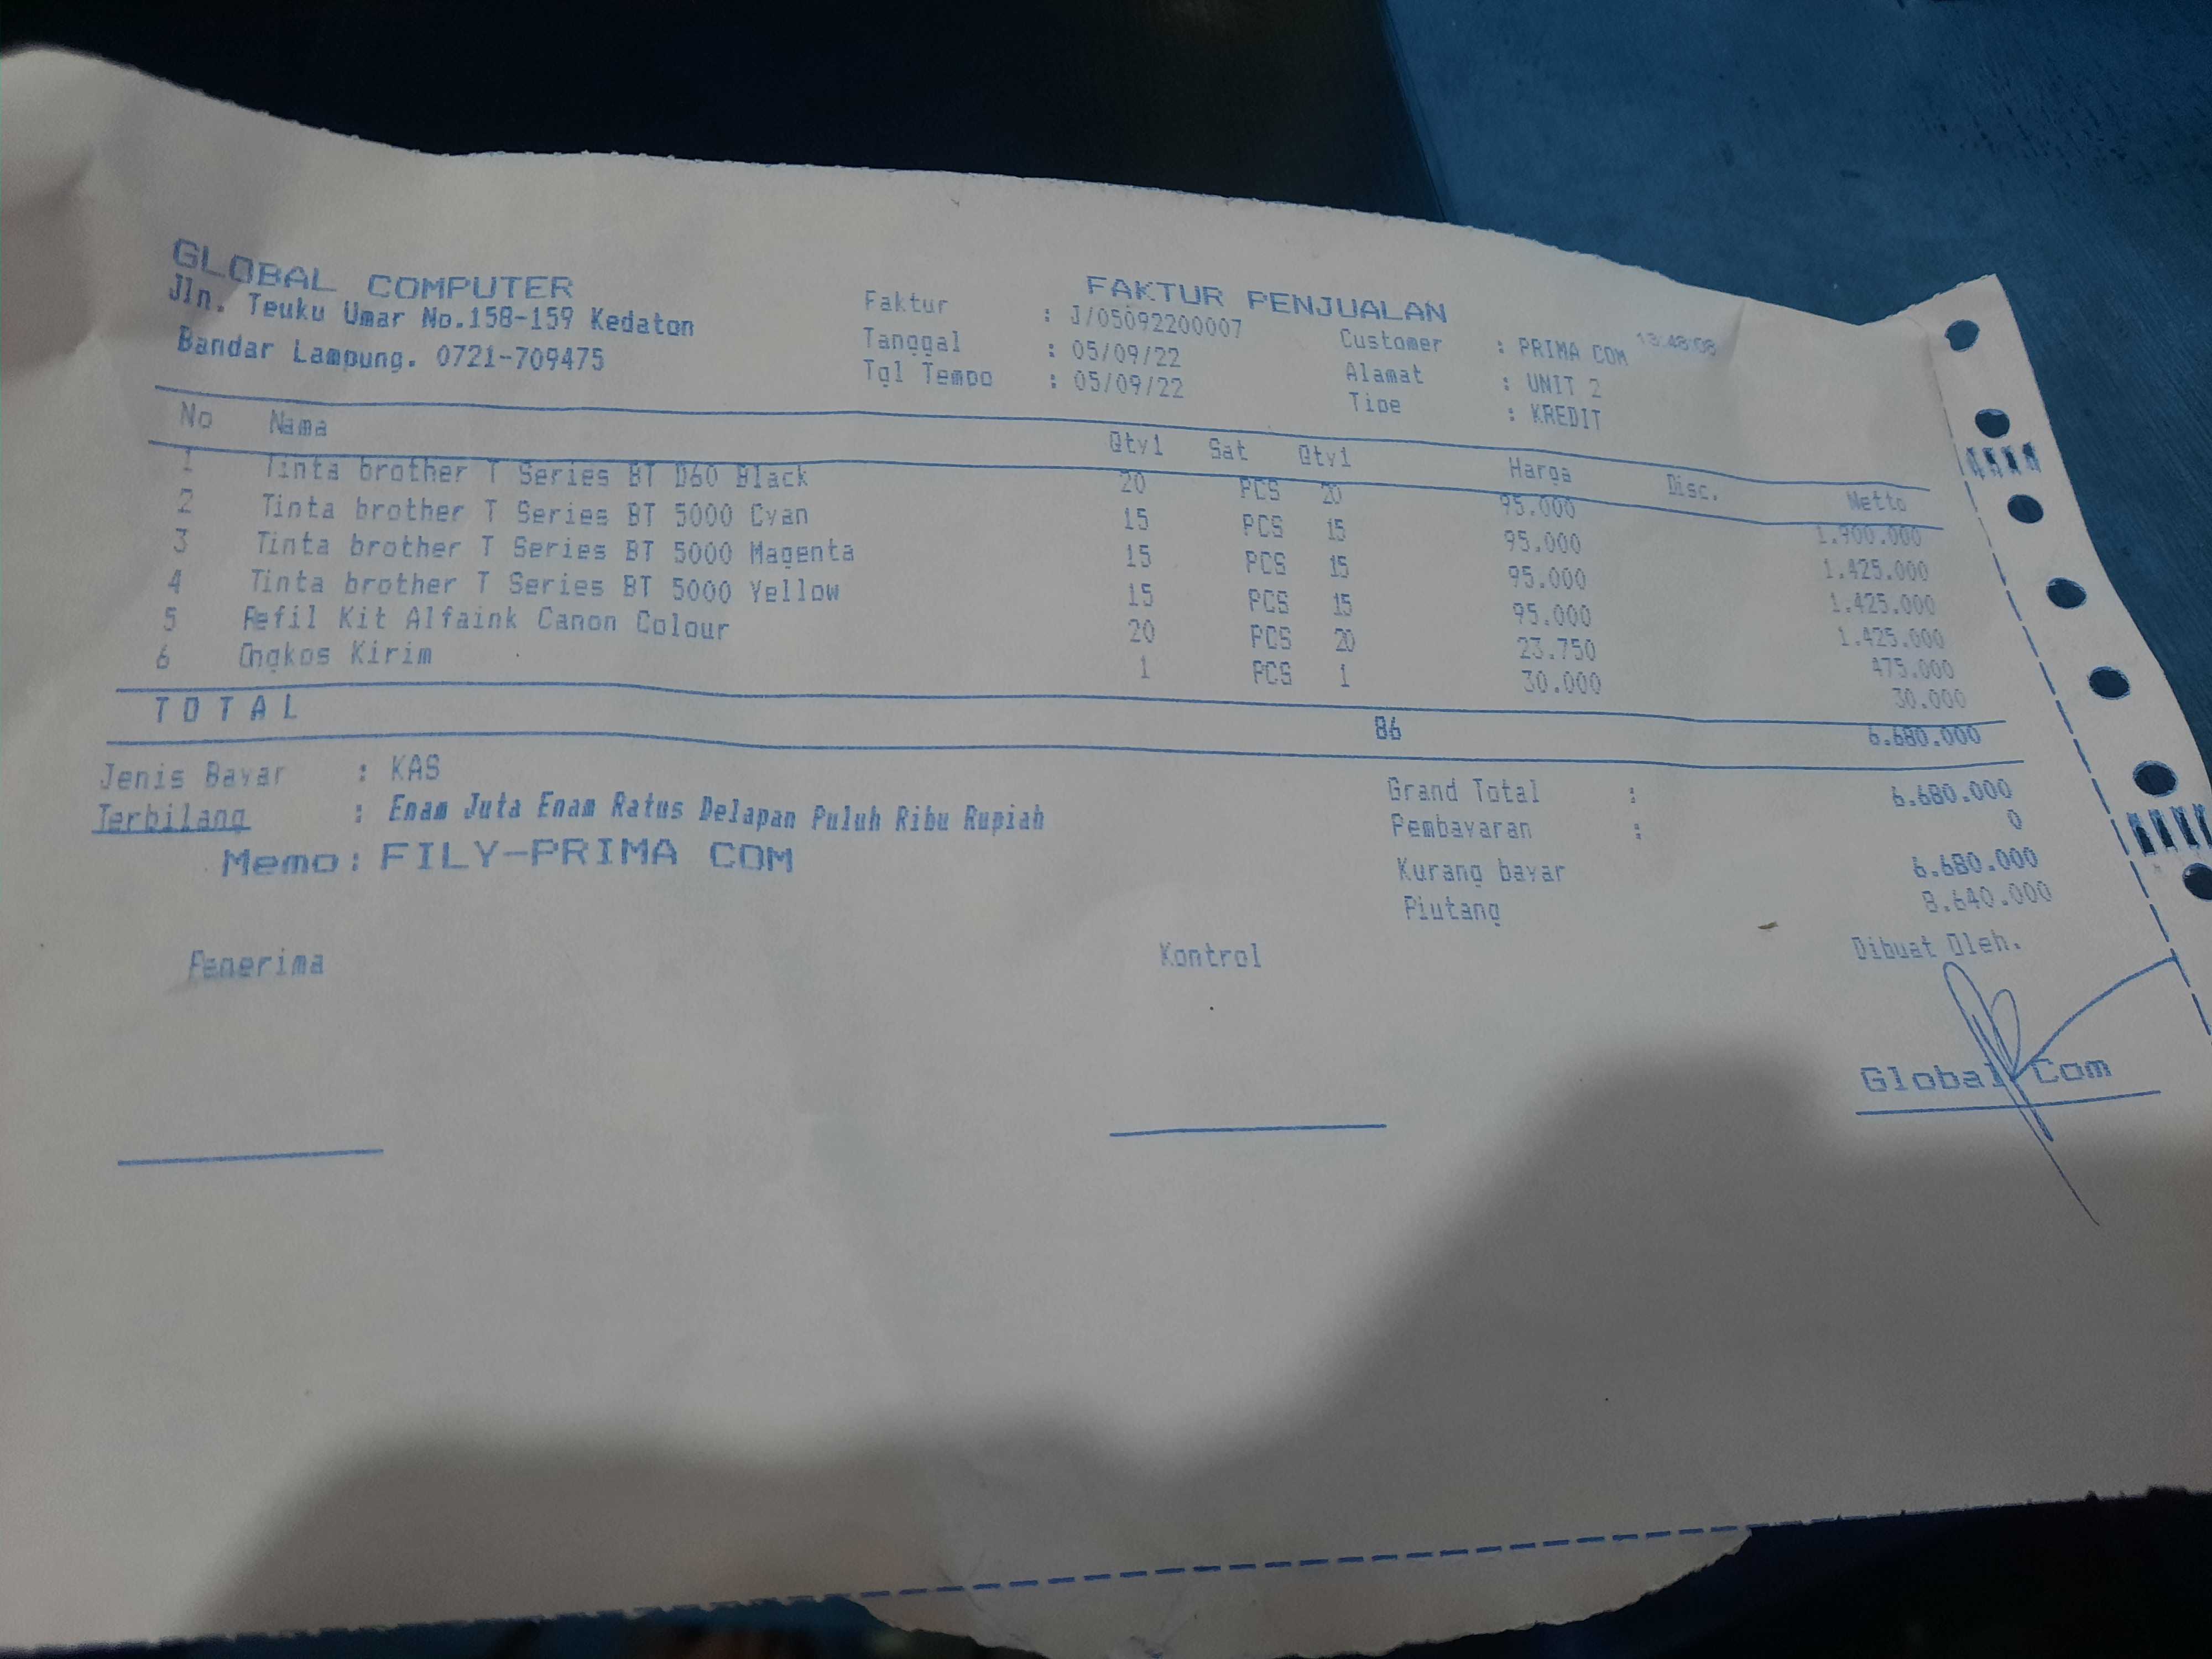 GLOBAL COMPUTER
Jln. Teuku Umar No.158-159 Kedaton
Bandar Lampung. 0721-709475
FAKTUR PENJUALAN
13:48:08
Faktur : J/05092200007
Tanggal : 05/09/22
Tgl Tempo : 05/09/22
Customer : PRIMA COM
Alamat : UNIT 2
Tipe : KREDIT
No Nama Qty1 Sat Qty1 Harga Disc. Netto
1 Tinta brother T Series BT D60 Black 20 PCS 20 95.000 1.900.000
2 Tinta brother T Series BT 5000 Cyan 15 PCS 15 95.000 1.425.000
3 Tinta brother T Series BT 5000 Magenta 15 PCS 15 95.000 1.425.000
4 Tinta brother T Series BT 5000 Yellow 15 PCS 15 95.000 1.425.000
5 Refil Kit Alfaink Canon Colour 20 PCS 20 23.750 475.000
6 Ongkos Kirim 1 PCS 1 30.000 30.000
T O T A L 86 6.680.000
Jenis Bayar : KAS
Terbilang : Enam Juta Enam Ratus Delapan Puluh Ribu Rupiah
Memo: FILY-PRIMA COM
Grand Total : 6.680.000
Pembayaran : 0
Kurang bayar 6.680.000
Piutang 8.640.000
Penerima Kontrol Dibuat Oleh.
Global Com